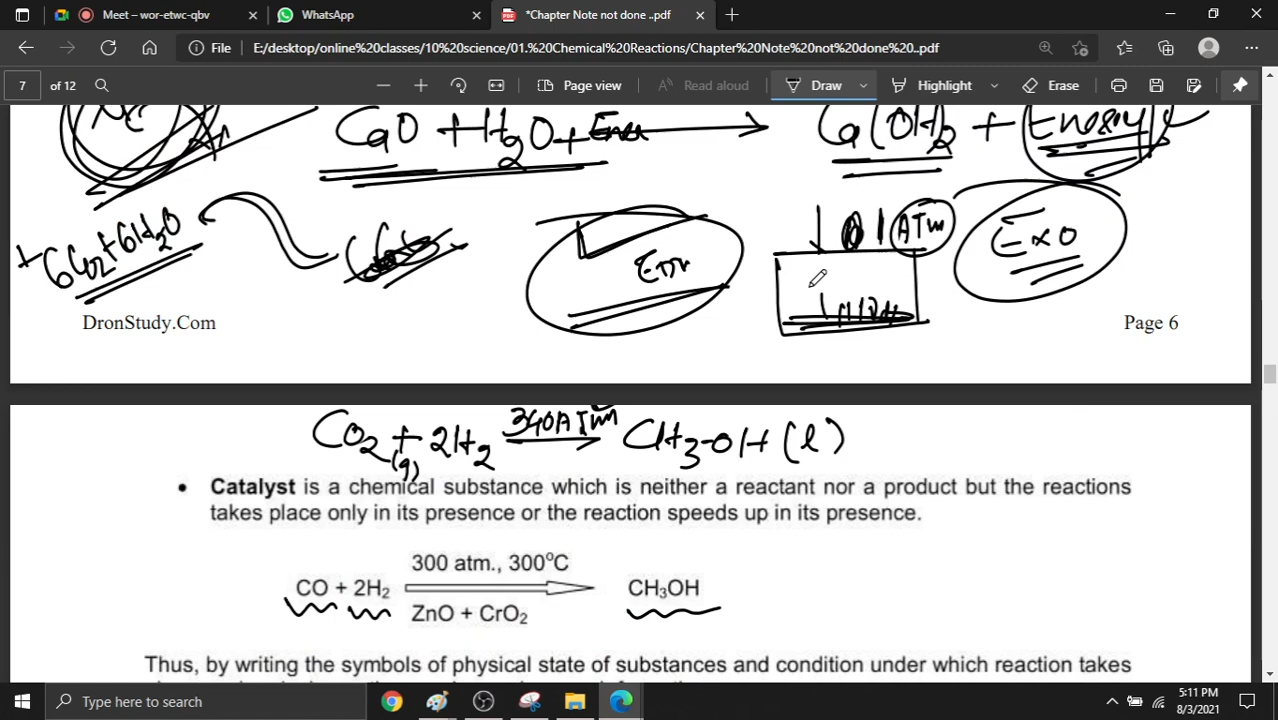 Meet – wor-etwc-qbv
WhatsApp
*Chapter Note not done ..pdf
File
E:/desktop/online%20classes/10%20science/01.%20Chemical%20Reactions/Chapter%20Note%20not%20done%20..pdf
7 of 12
Page view
Read aloud
Draw
Highlight
Erase
CaO + H2O + Ener → Ca(OH)2 + Energy
+6CO2+6H2O
1 ATm
Exo
DronStudy.Com
Page 6
CO2 + 2H2 340ATm → CH3-OH (l)
(g)
• Catalyst is a chemical substance which is neither a reactant nor a product but the reactions
takes place only in its presence or the reaction speeds up in its presence.
300 atm., 300°C
CO + 2H2 ⟹ CH3OH
ZnO + CrO2
Thus, by writing the symbols of physical state of substances and condition under which reaction takes
Type here to search
5:11 PM
8/3/2021